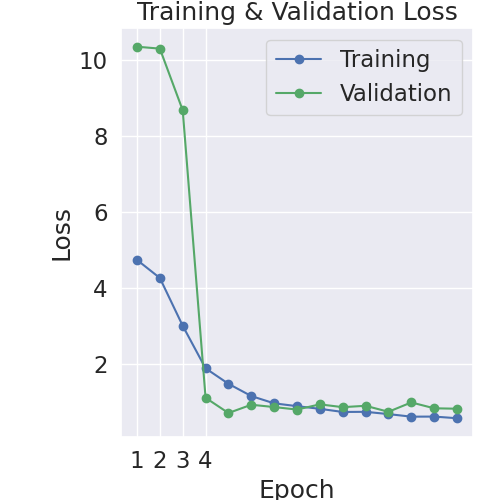 Training & Validation Loss
Training
Validation
Loss
10
8
6
4
2
1 2 3 4
Epoch